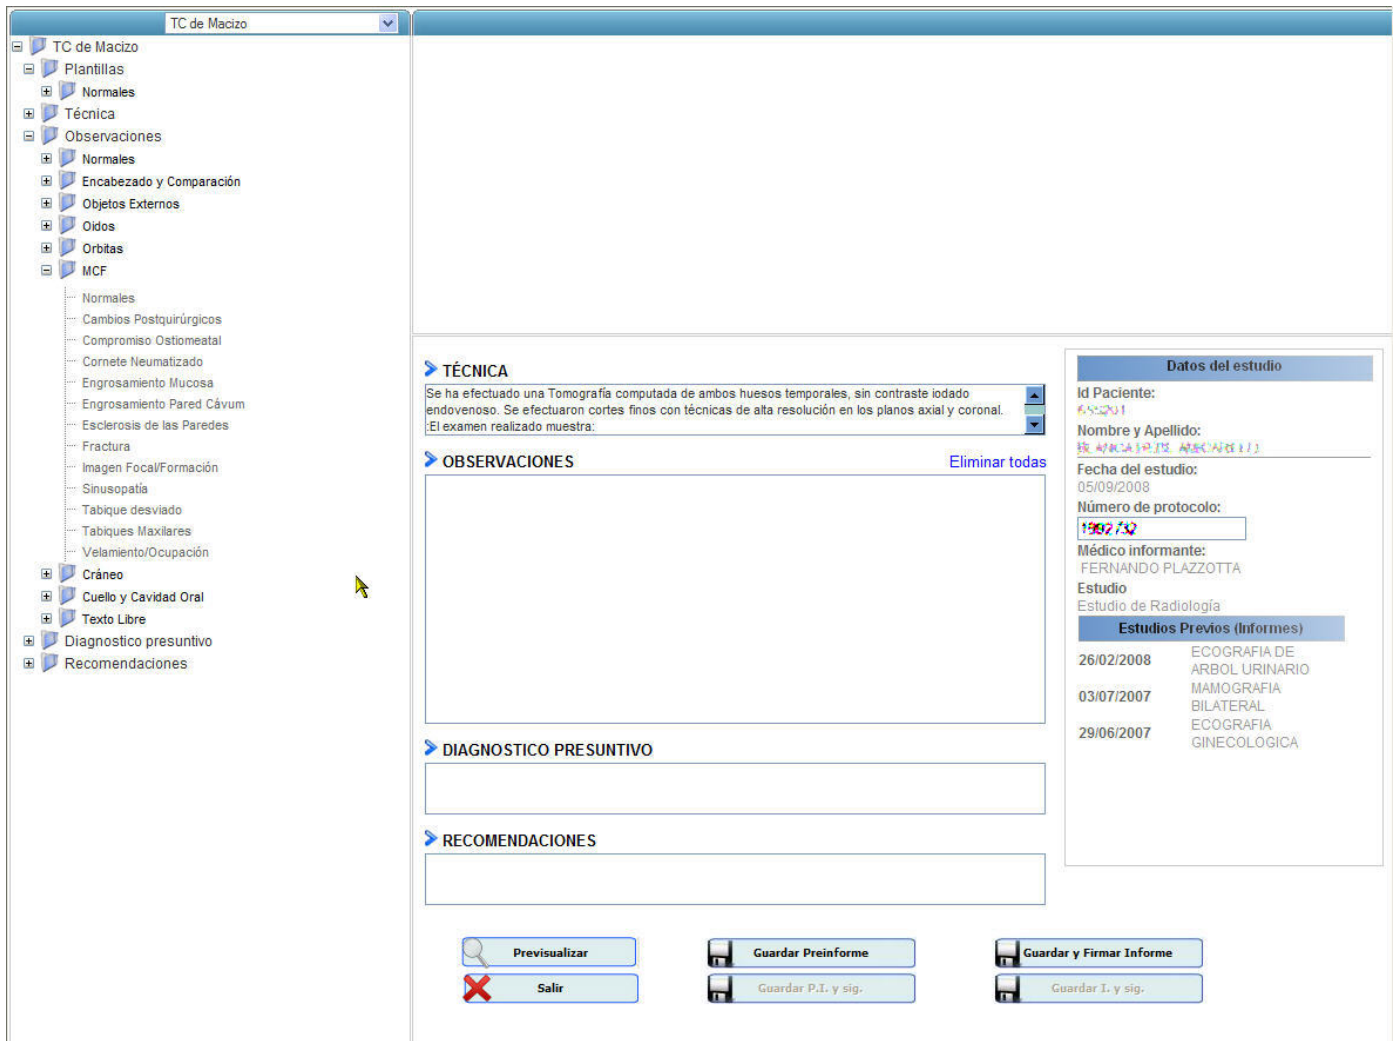 TC de Macizo
TC de Macizo
Plantillas
Normales
Técnica
Observaciones
Normales
Encabezado y Comparación
Objetos Externos
Oidos
Orbitas
MCF
Normales
Cambios Postquirúrgicos
Compromiso Ostiomeatal
Cornete Neumatizado
Engrosamiento Mucosa
Engrosamiento Pared Cávum
Esclerosis de las Paredes
Fractura
Imagen Focal/Formación
Sinusopatía
Tabique desviado
Tabiques Maxilares
Velamiento/Ocupación
Cráneo
Cuello y Cavidad Oral
Texto Libre
Diagnostico presuntivo
Recomendaciones
TÉCNICA
Se ha efectuado una Tomografía computada de ambos huesos temporales, sin contraste iodado
endovenoso. Se efectuaron cortes finos con técnicas de alta resolución en los planos axial y coronal.
:El examen realizado muestra:
OBSERVACIONES
Eliminar todas
DIAGNOSTICO PRESUNTIVO
RECOMENDACIONES
Previsualizar
Guardar Preinforme
Guardar y Firmar Informe
Salir
Guardar P.I. y sig.
Guardar I. y sig.
Datos del estudio
Id Paciente:
Nombre y Apellido:
Fecha del estudio:
05/09/2008
Número de protocolo:
Médico informante:
FERNANDO PLAZZOTTA
Estudio
Estudio de Radiología
Estudios Previos (Informes)
26/02/2008
ECOGRAFIA DE
ARBOL URINARIO
03/07/2007
MAMOGRAFIA
BILATERAL
29/06/2007
ECOGRAFIA
GINECOLOGICA